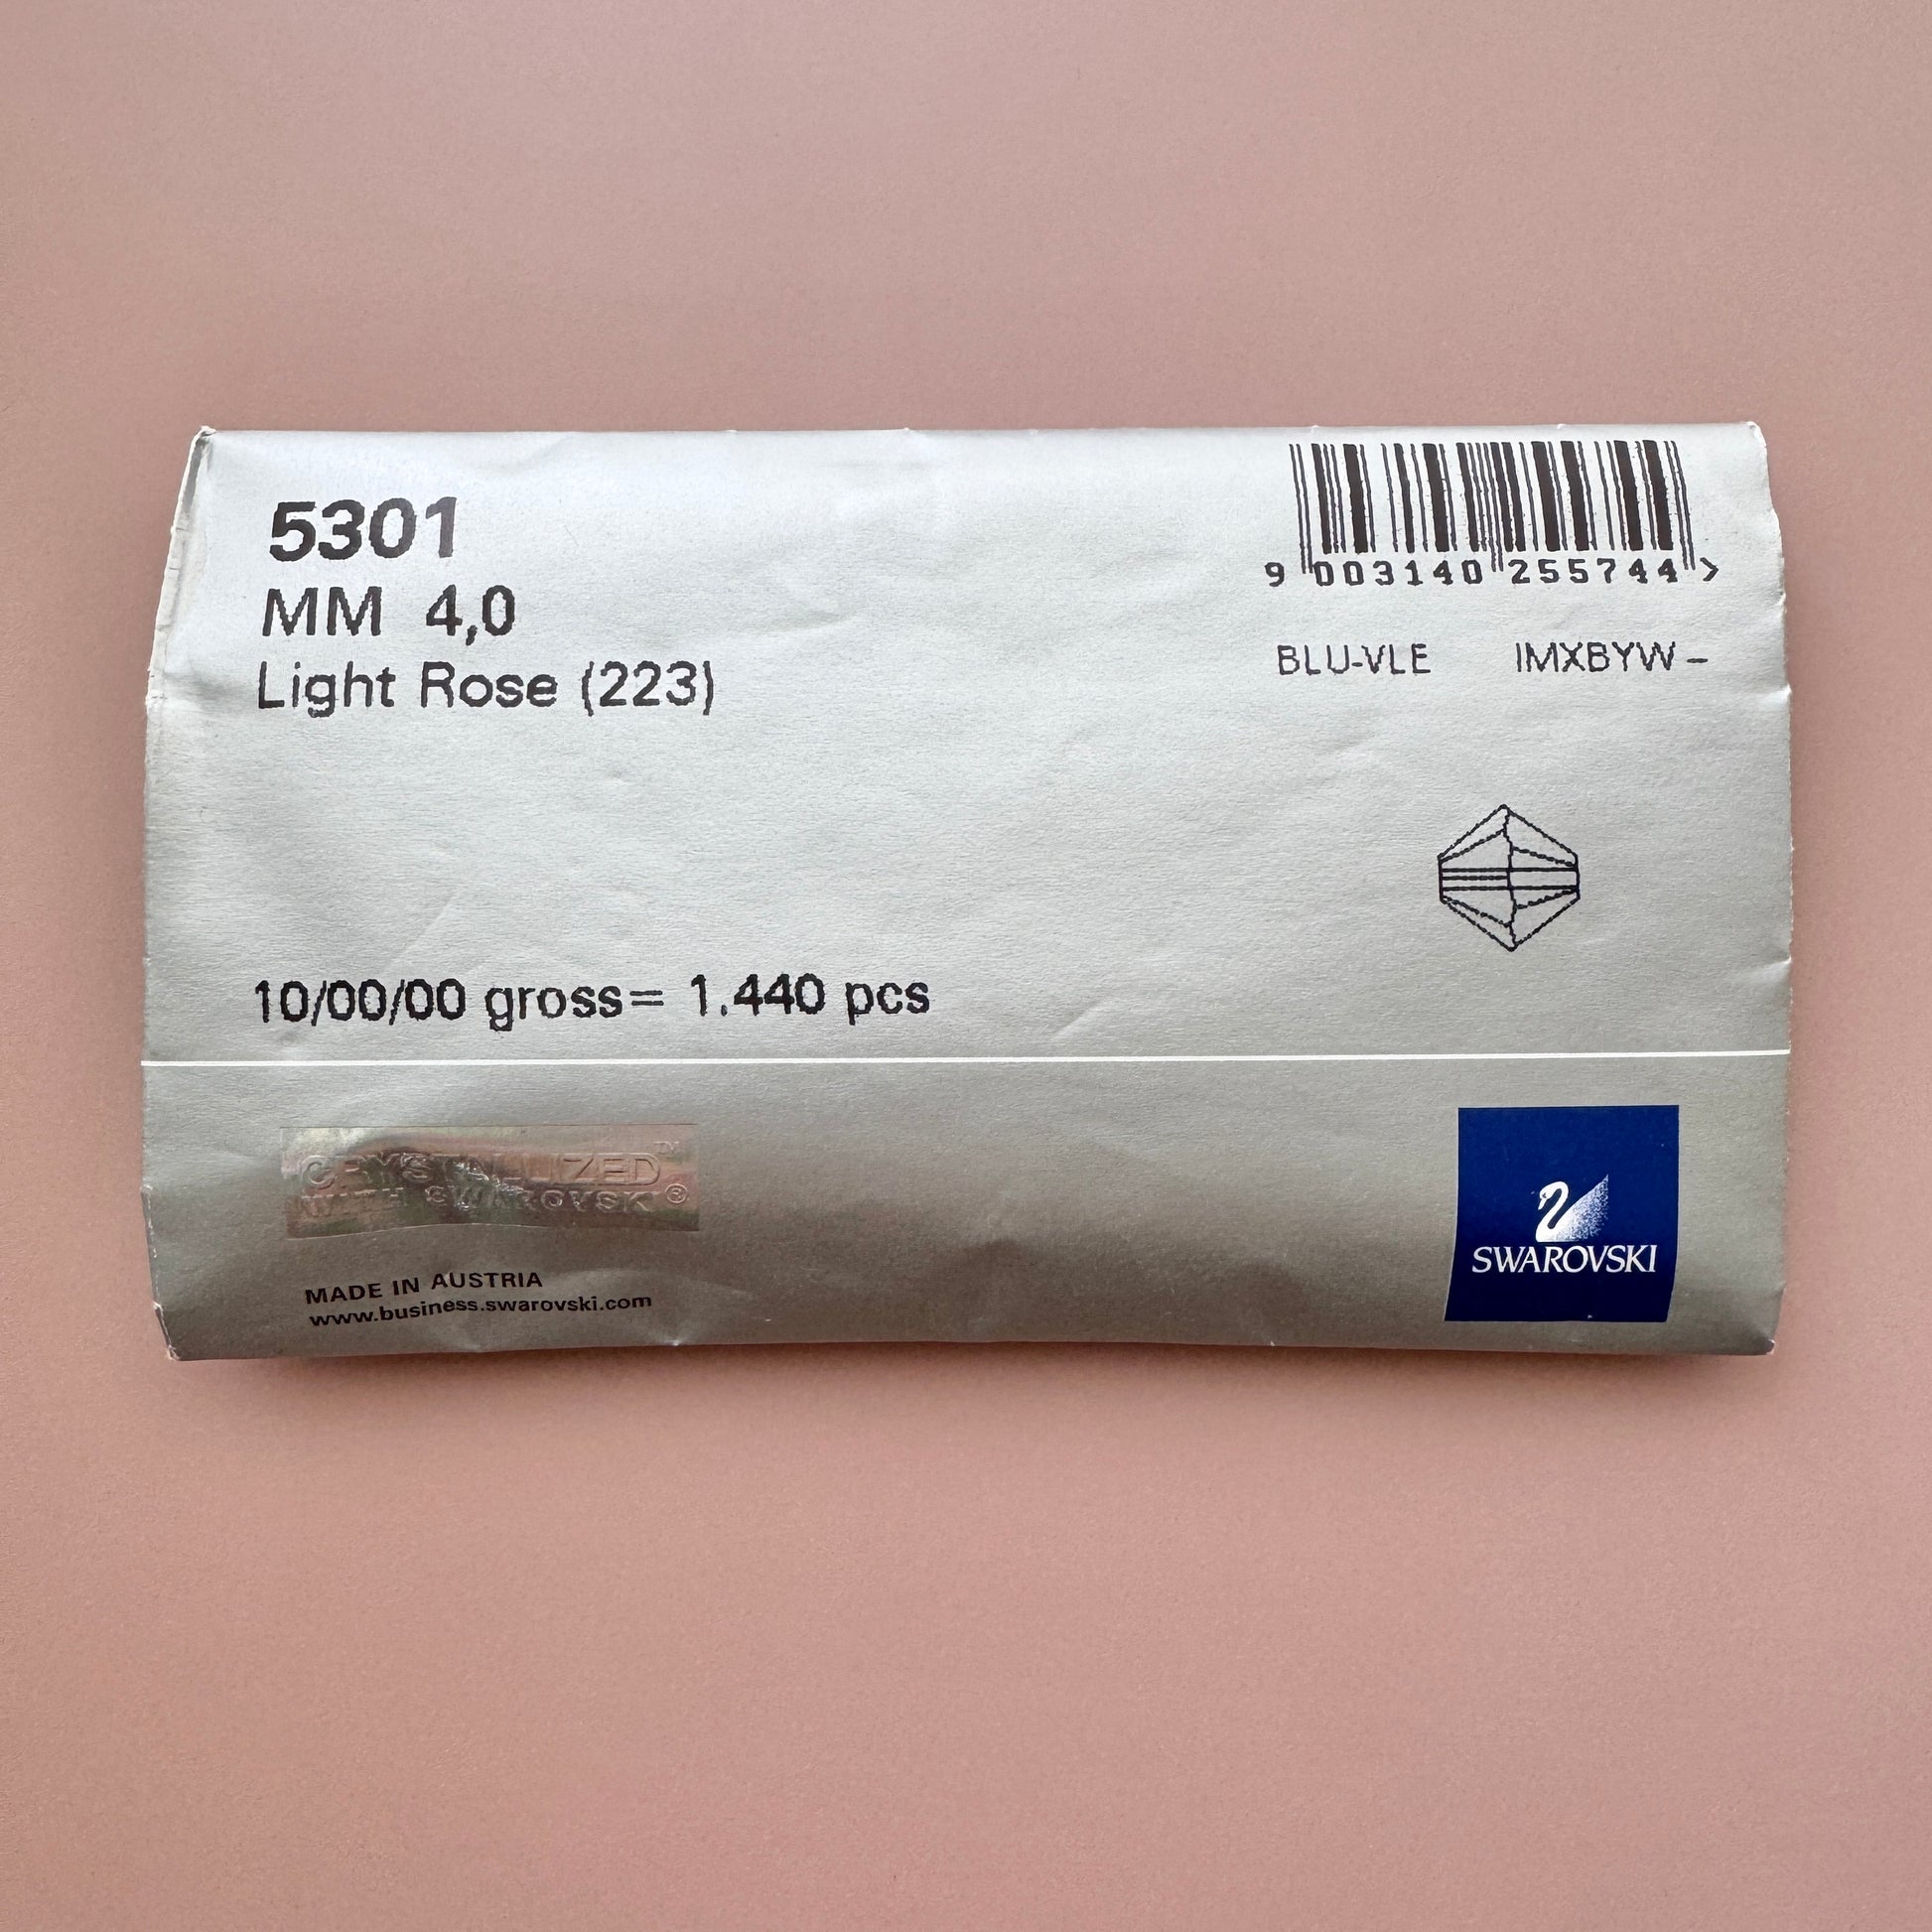 5301
MM 4,0
Light Rose (223)
9 003140 255744 >
BLU-VLE IMXBYW –
10/00/00 gross= 1.440 pcs
CRYSTALLIZED™
WITH SWAROVSKI®
MADE IN AUSTRIA
www.business.swarovski.com
SWAROVSKI